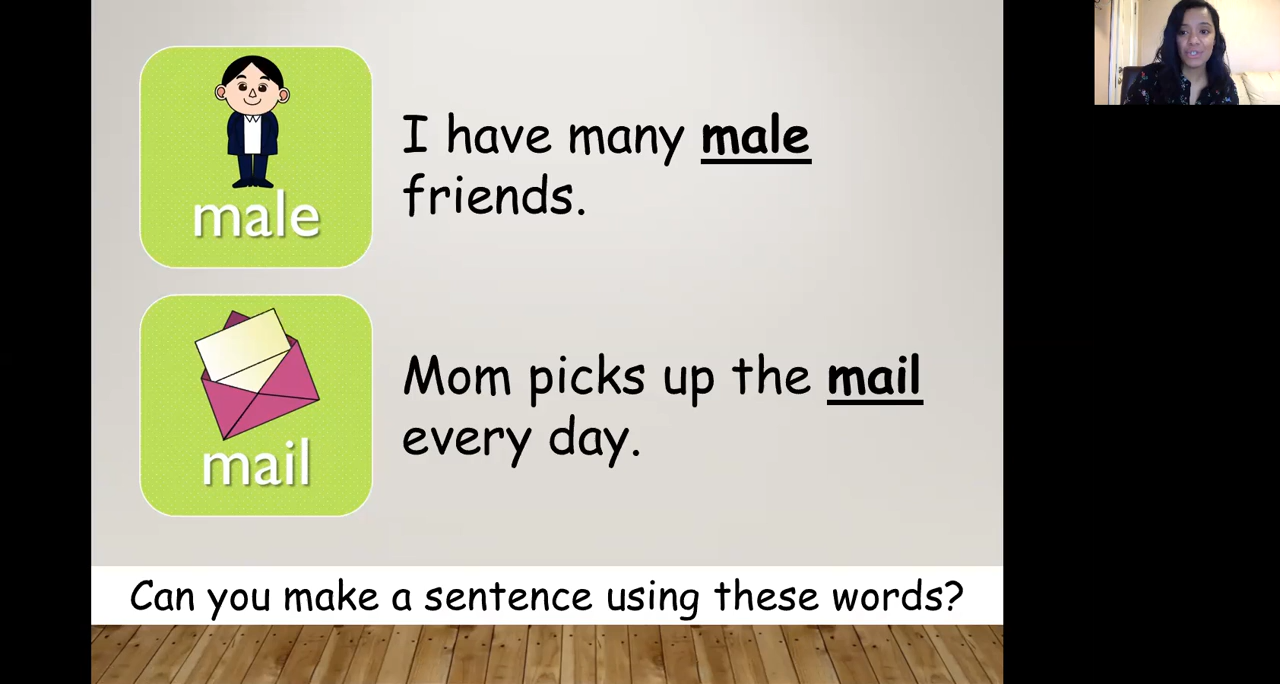 male
I have many male
friends.
mail
Mom picks up the mail
every day.
Can you make a sentence using these words?